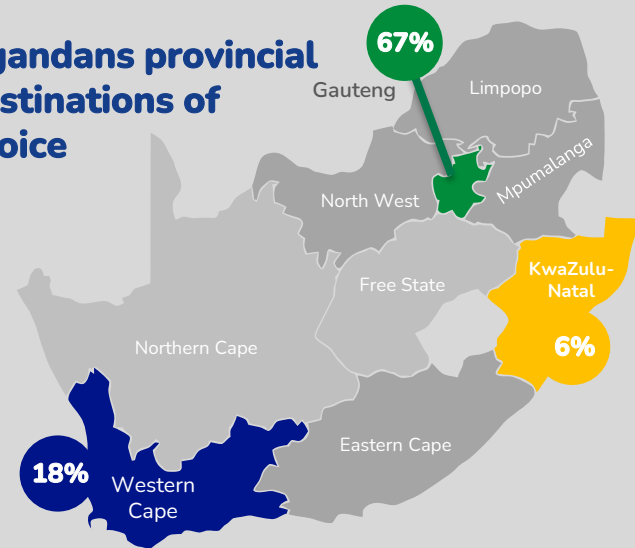 gandans provincial
stinations of
oice
67%
Gauteng
Limpopo
Mpumalanga
North West
KwaZulu-
Natal
Free State
6%
Northern Cape
Eastern Cape
18%
Western
Cape